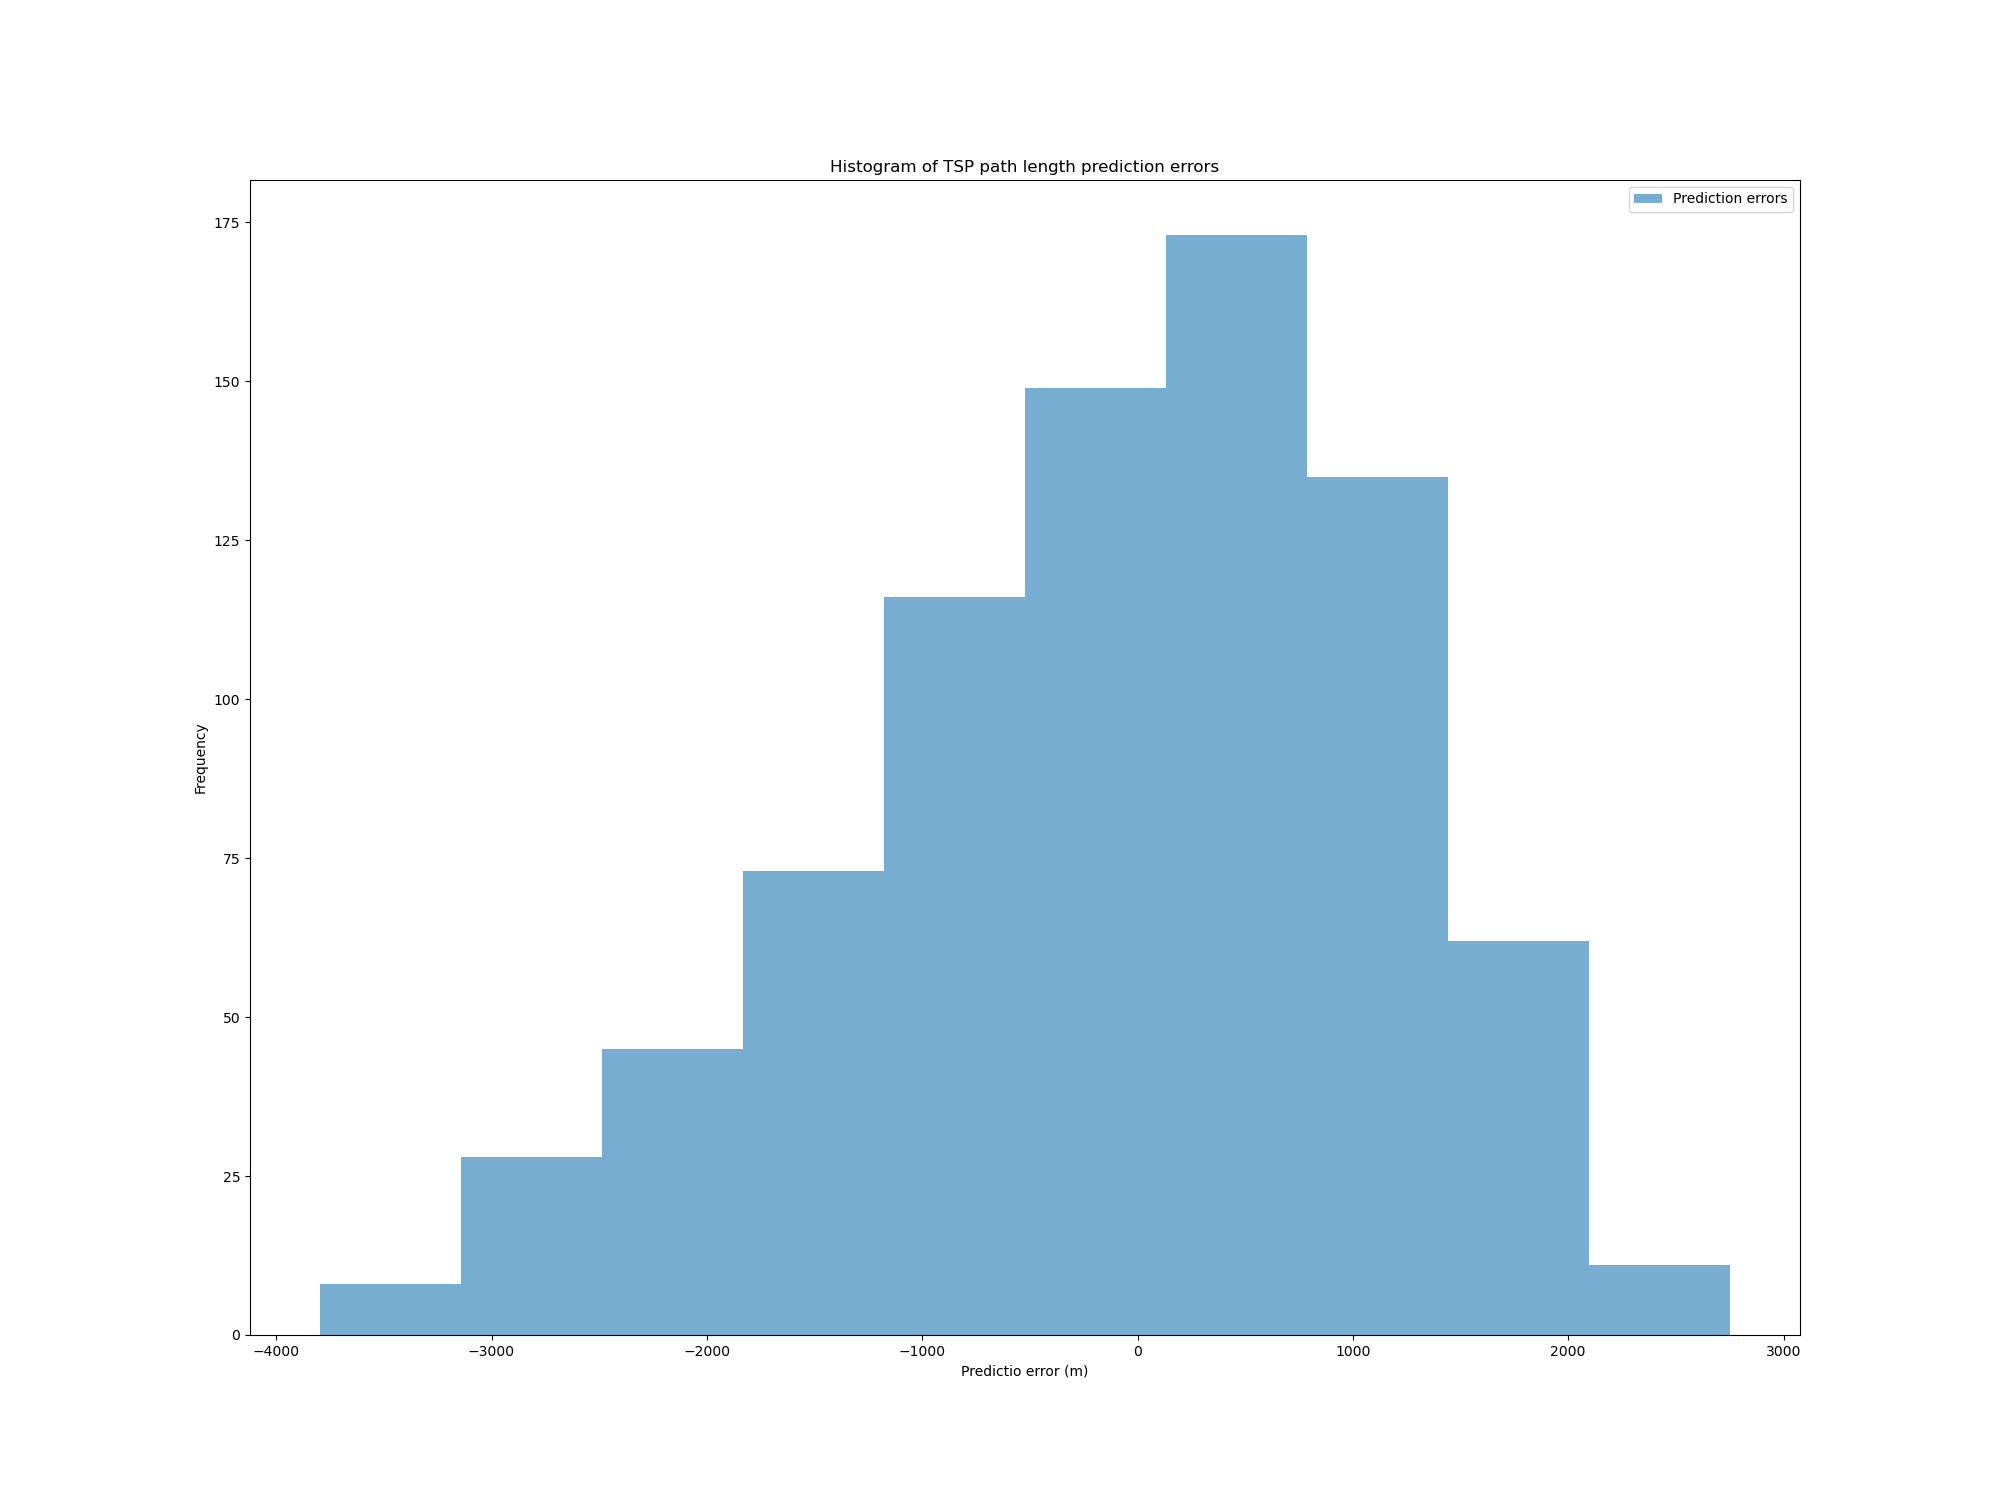 Histogram of TSP path length prediction errors
Prediction errors
175
150
125
100
75
50
25
0
Frequency
−4000 −3000 −2000 −1000 0 1000 2000 3000
Predictio error (m)